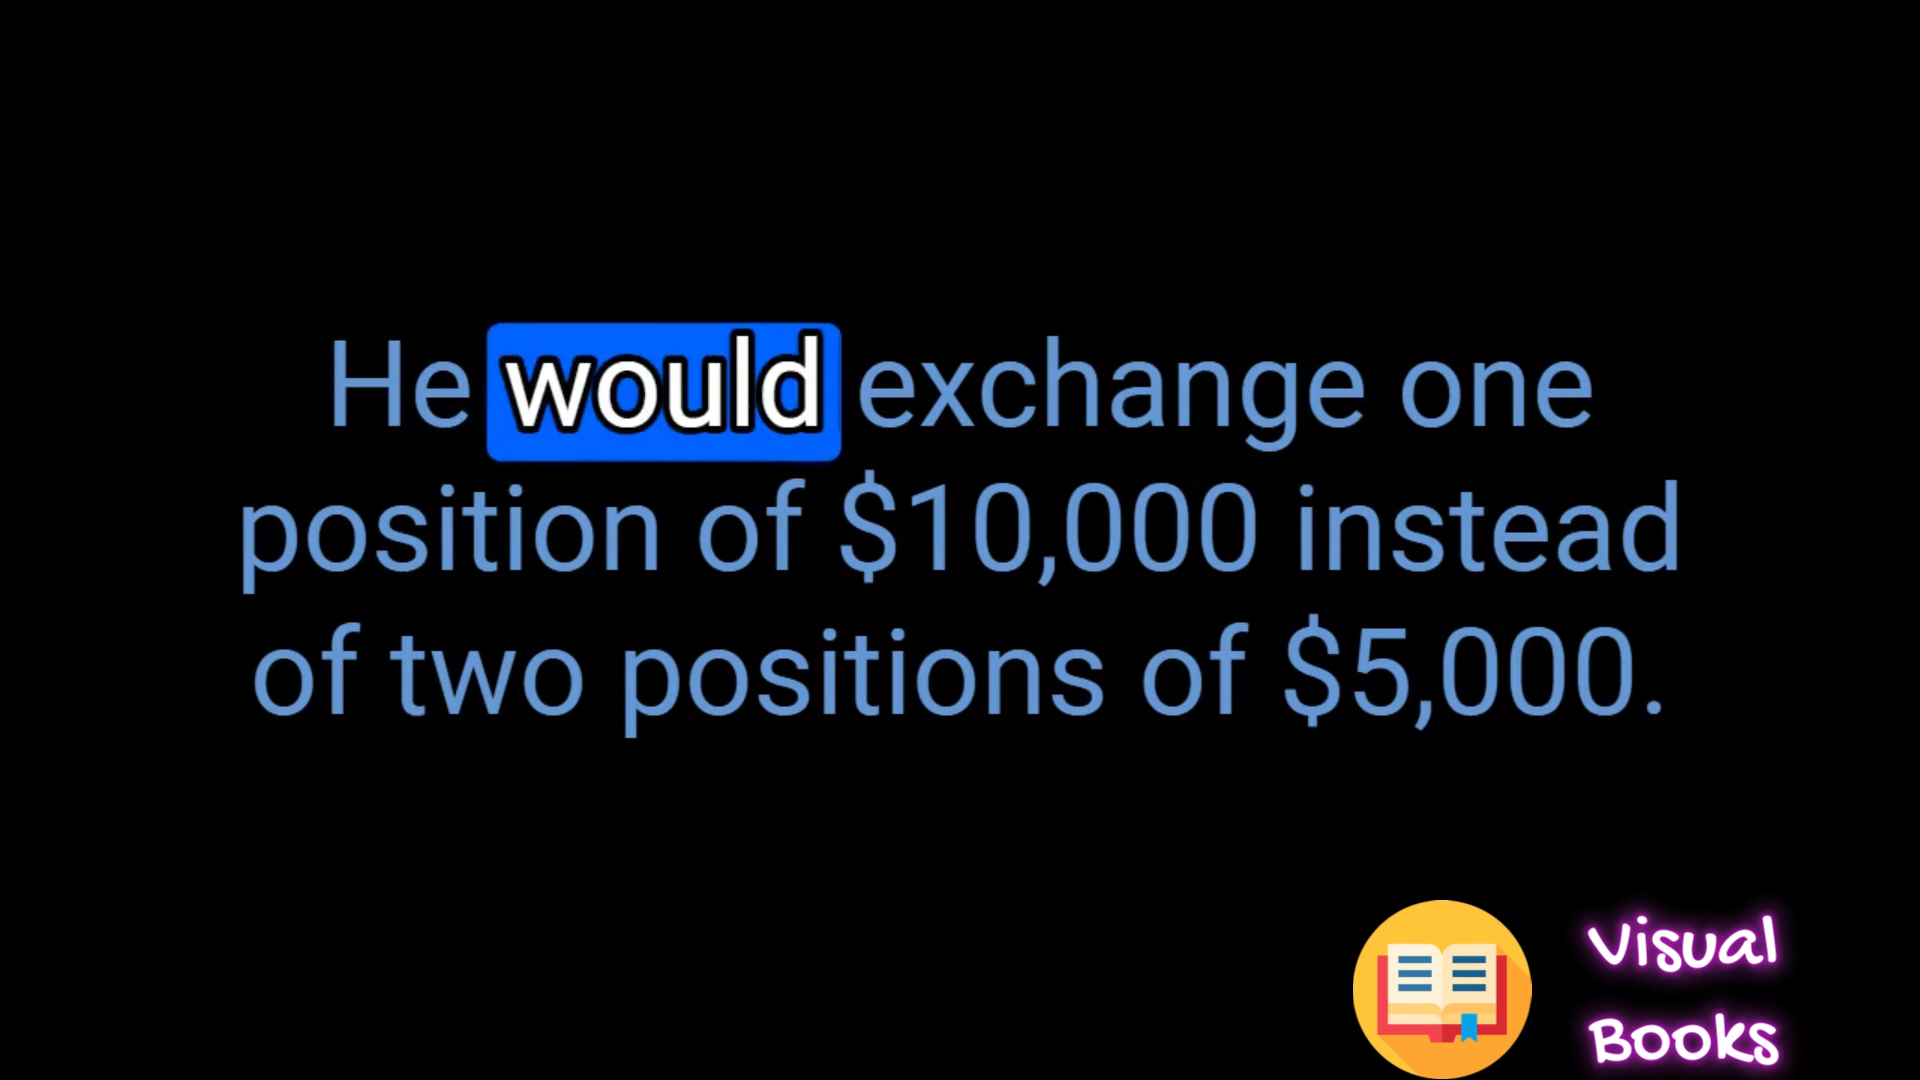 He would exchange one
position of $10,000 instead
of two positions of $5,000.
Visual
Books